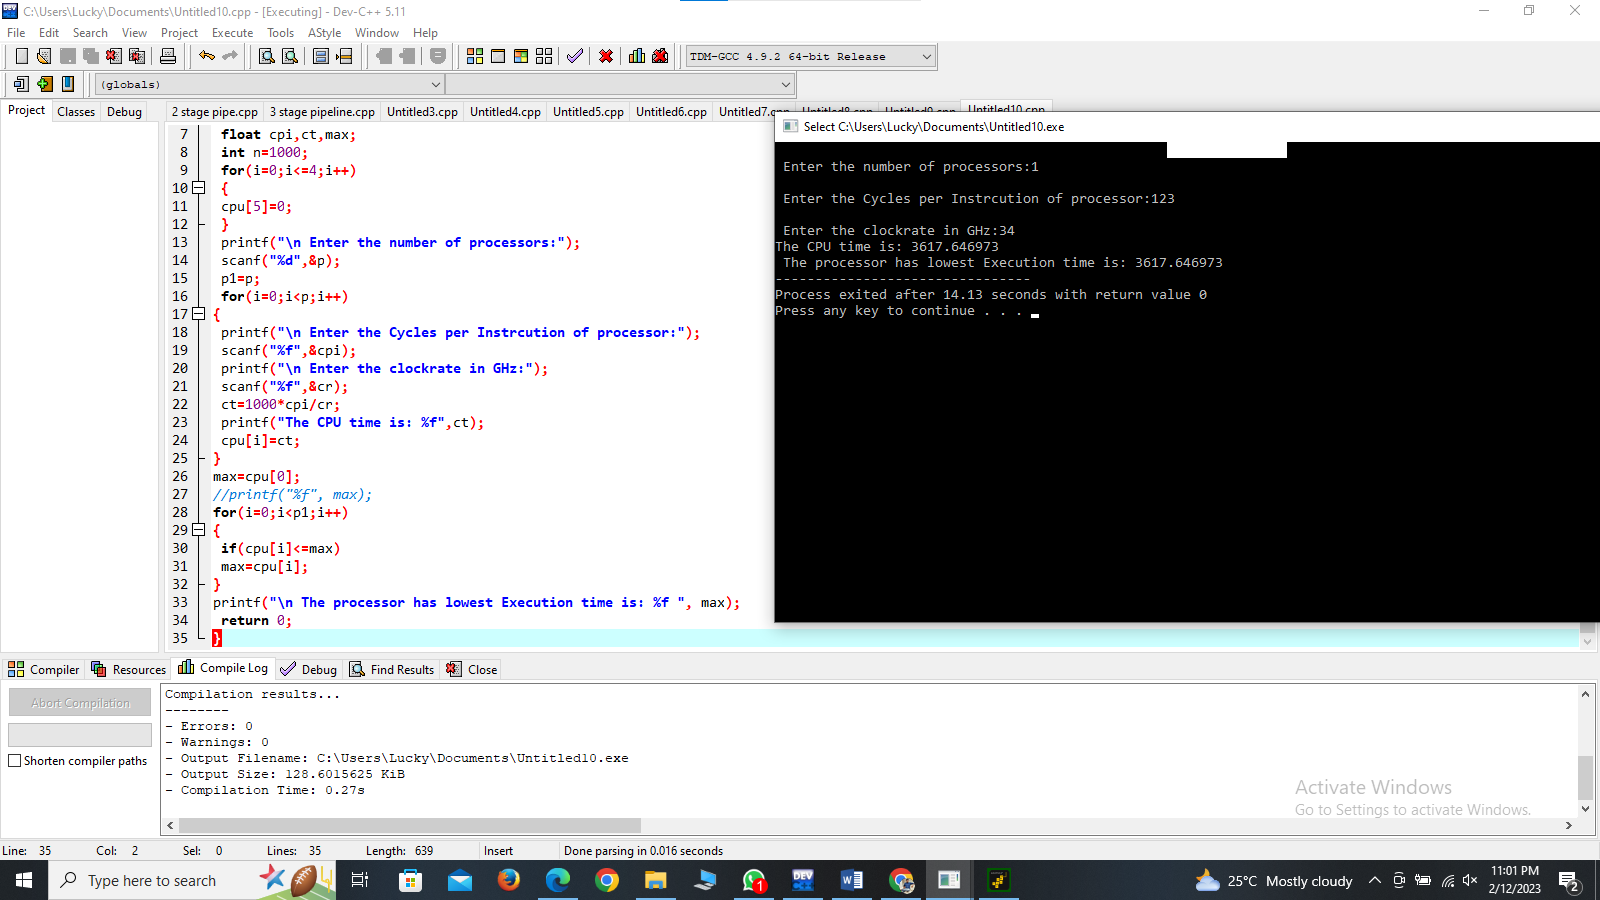 C:\Users\Lucky\Documents\Untitled10.cpp - [Executing] - Dev-C++ 5.11
File Edit Search View Project Execute Tools AStyle Window Help
TDM-GCC 4.9.2 64-bit Release
(globals)
Project Classes Debug
2 stage pipe.cpp 3 stage pipeline.cpp Untitled3.cpp Untitled4.cpp Untitled5.cpp Untitled6.cpp Untitled7.cpp Untitled8.cpp Untitled9.cpp Untitled10.cpp
7 float cpi,ct,max;
8 int n=1000;
9 for(i=0;i<=4;i++)
10 {
11 cpu[5]=0;
12 }
13 printf("\n Enter the number of processors:");
14 scanf("%d",&p);
15 p1=p;
16 for(i=0;i<p;i++)
17 {
18 printf("\n Enter the Cycles per Instrcution of processor:");
19 scanf("%f",&cpi);
20 printf("\n Enter the clockrate in GHz:");
21 scanf("%f",&cr);
22 ct=1000*cpi/cr;
23 printf("The CPU time is: %f",ct);
24 cpu[i]=ct;
25 }
26 max=cpu[0];
27 //printf("%f", max);
28 for(i=0;i<p1;i++)
29 {
30 if(cpu[i]<=max)
31 max=cpu[i];
32 }
33 printf("\n The processor has lowest Execution time is: %f ", max);
34 return 0;
35 }
Select C:\Users\Lucky\Documents\Untitled10.exe
Enter the number of processors:1
Enter the Cycles per Instrcution of processor:123
Enter the clockrate in GHz:34
The CPU time is: 3617.646973
The processor has lowest Execution time is: 3617.646973
--------------------------------
Process exited after 14.13 seconds with return value 0
Press any key to continue . . .
Compiler Resources Compile Log Debug Find Results Close
Abort Compilation
Shorten compiler paths
Compilation results...
--------
- Errors: 0
- Warnings: 0
- Output Filename: C:\Users\Lucky\Documents\Untitled10.exe
- Output Size: 128.6015625 KiB
- Compilation Time: 0.27s
Activate Windows
Go to Settings to activate Windows.
Line: 35 Col: 2 Sel: 0 Lines: 35 Length: 639 Insert Done parsing in 0.016 seconds
Type here to search
25°C Mostly cloudy
11:01 PM
2/12/2023